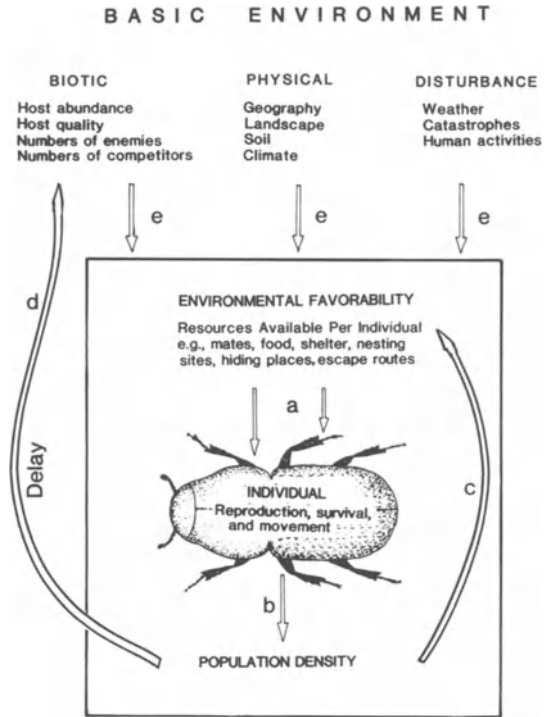 BASIC ENVIRONMENT
BIOTIC
Host abundance
Host quality
Numbers of enemies
Numbers of competitors
PHYSICAL
Geography
Landscape
Soil
Climate
DISTURBANCE
Weather
Catastrophes
Human activities
e
e
e
d
Delay
ENVIRONMENTAL FAVORABILITY
Resources Available Per Individual
e.g., mates, food, shelter, nesting
sites, hiding places, escape routes
a
c
INDIVIDUAL
Reproduction, survival,
and movement
b
POPULATION DENSITY